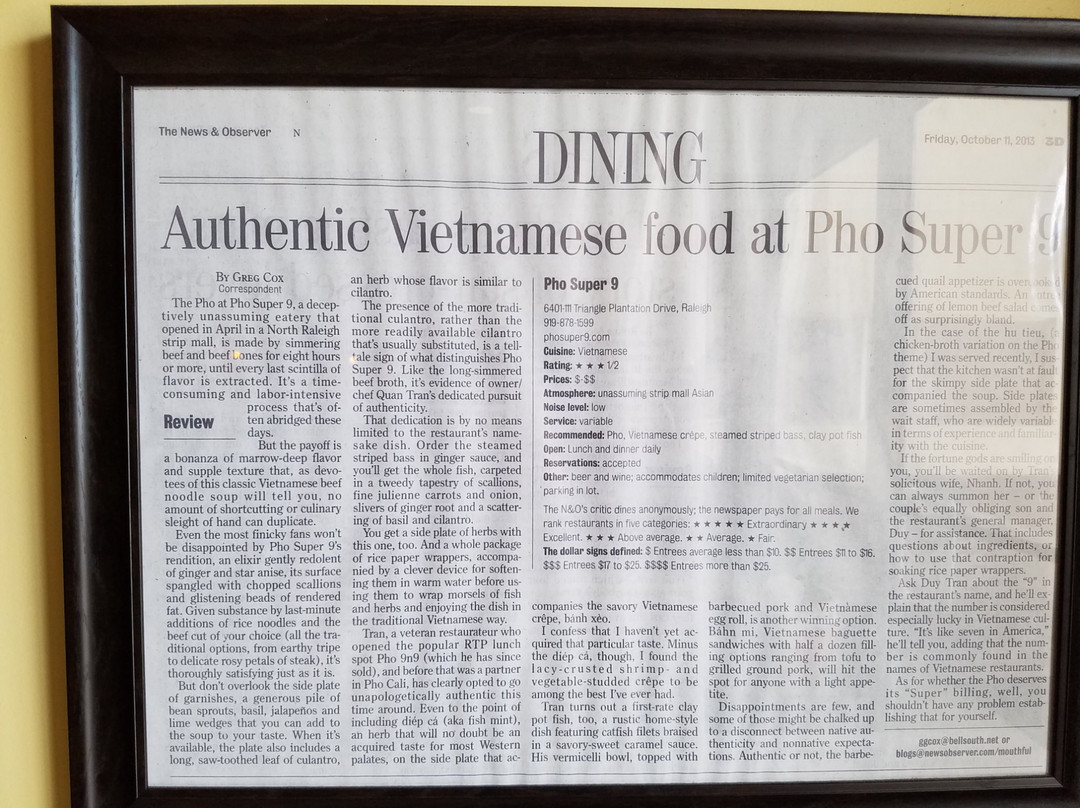 The News & Observer N
Friday, October 11, 2013 3D
DINING
Authentic Vietnamese food at Pho Super 9
BY GREG COX
Correspondent
The Pho at Pho Super 9, a decep-
tively unassuming eatery that
opened in April in a North Raleigh
strip mall, is made by simmering
beef and beef bones for eight hours
or more, until every last scintilla of
flavor is extracted. It's a time-
consuming and labor-intensive
Review
process that's of-
ten abridged these
days.
But the payoff is
a bonanza of marrow-deep flavor
and supple texture that, as devo-
tees of this classic Vietnamese beef
noodle soup will tell you, no
amount of shortcutting or culinary
sleight of hand can duplicate.
Even the most finicky fans won't
be disappointed by Pho Super 9's
rendition, an elixir gently redolent
of ginger and star anise, its surface
spangled with chopped scallions
and glistening beads of rendered
fat. Given substance by last-minute
additions of rice noodles and the
beef cut of your choice (all the tra-
ditional options, from earthy tripe
to delicate rosy petals of steak), it's
thoroughly satisfying just as it is.
But don't overlook the side plate
of garnishes, a generous pile of
bean sprouts, basil, jalapeños and
lime wedges that you can add to
the soup to your taste. When it's
available, the plate also includes a
long, saw-toothed leaf of culantro,
an herb whose flavor is similar to
cilantro.
The presence of the more tradi-
tional culantro, rather than the
more readily available cilantro
that's usually substituted, is a tell-
tale sign of what distinguishes Pho
Super 9. Like the long-simmered
beef broth, it's evidence of owner/
chef Quan Tran's dedicated pursuit
of authenticity.
That dedication is by no means
limited to the restaurant's name-
sake dish. Order the steamed
striped bass in ginger sauce, and
you'll get the whole fish, carpeted
in a tweedy tapestry of scallions,
fine julienne carrots and onion,
slivers of ginger root and a scatter-
ing of basil and cilantro.
You get a side plate of herbs with
this one, too. And a whole package
of rice paper wrappers, accompa-
nied by a clever device for soften-
ing them in warm water before us-
ing them to wrap morsels of fish
and herbs and enjoying the dish in
the traditional Vietnamese way.
Tran, a veteran restaurateur who
opened the popular RTP lunch
spot Pho 9n9 (which he has since
sold), and before that was a partner
in Pho Cali, has clearly opted to go
unapologetically authentic this
time around. Even to the point of
including diép cá (aka fish mint),
an herb that will no doubt be an
acquired taste for most Western
palates, on the side plate that ac-
Pho Super 9
6401-111 Triangle Plantation Drive, Raleigh
919-878-1599
phosuper9.com
Cuisine: Vietnamese
Rating: ★ ★ ★ 1/2
Prices: $-$$
Atmosphere: unassuming strip mall Asian
Noise level: low
Service: variable
Recommended: Pho, Vietnamese crêpe, steamed striped bass, clay pot fish
Open: Lunch and dinner daily
Reservations: accepted
Other: beer and wine; accommodates children; limited vegetarian selection;
parking in lot.
The N&O's critic dines anonymously; the newspaper pays for all meals. We
rank restaurants in five categories: ★ ★ ★ ★ ★ Extraordinary ★ ★ ★ ★
Excellent. ★ ★ ★ Above average. ★ ★ Average. ★ Fair.
The dollar signs defined: $ Entrees average less than $10. $$ Entrees $11 to $16.
$$$ Entrees $17 to $25. $$$$ Entrees more than $25.
companies the savory Vietnamese
crêpe, bánh xèo.
I confess that I haven't yet ac-
quired that particular taste. Minus
the diép cá, though, I found the
lacy-crusted shrimp- and
vegetable-studded crêpe to be
among the best I've ever had.
Tran turns out a first-rate clay
pot fish, too, a rustic home-style
dish featuring catfish filets braised
in a savory-sweet caramel sauce.
His vermicelli bowl, topped with
barbecued pork and Vietnamese
egg roll, is another winning option.
Báhn mi, Vietnamese baguette
sandwiches with half a dozen fill-
ing options ranging from tofu to
grilled ground pork, will hit the
spot for anyone with a light appe-
tite.
Disappointments are few, and
some of those might be chalked up
to a disconnect between native au-
thenticity and nonnative expecta-
tions. Authentic or not, the barbe-
cued quail appetizer is overcooked
by American standards. An
offering of lemon beef salad
off as surprisingly bland.
In the case of the hu tieu,
chicken-broth variation on the Pho
theme) I was served recently, I sus-
pect that the kitchen wasn't at fault
for the skimpy side plate that ac-
companied the soup. Side plates
are sometimes assembled by the
wait staff, who are widely variable
in terms of experience and familiar-
ity with the cuisine.
If the fortune gods are smiling on
you, you'll be waited on by Tran's
solicitous wife, Nhanh. If not, you
can always summon her – or the
couple's equally obliging son and
the restaurant's general manager,
Duy – for assistance. That includes
questions about ingredients, or
how to use that contraption for
soaking rice paper wrappers.
Ask Duy Tran about the "9" in
the restaurant's name, and he'll ex-
plain that the number is considered
especially lucky in Vietnamese cul-
ture. "It's like seven in America,"
he'll tell you, adding that the num-
ber is commonly found in the
names of Vietnamese restaurants.
As for whether the Pho deserves
its "Super" billing, well, you
shouldn't have any problem estab-
lishing that for yourself.
ggcox@bellsouth.net or
blogs@newsobserver.com/mouthful